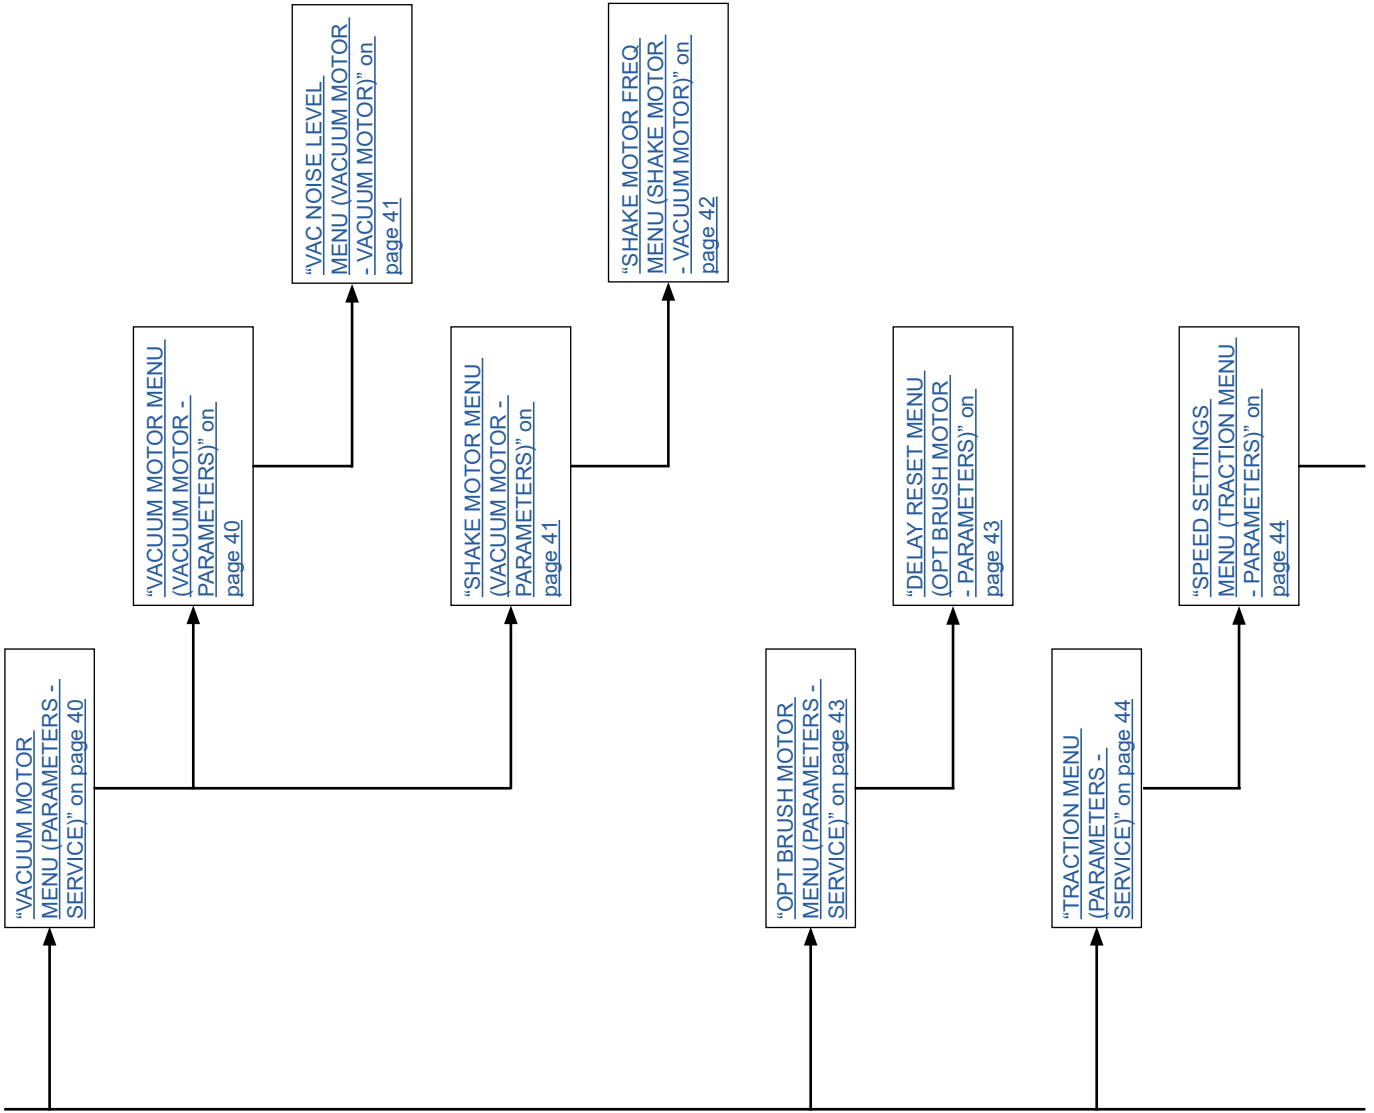 “VACUUM MOTOR
MENU (PARAMETERS -
SERVICE)” on page 40
“VACUUM MOTOR MENU
(VACUUM MOTOR -
PARAMETERS)” on
page 40
“VAC NOISE LEVEL
MENU (VACUUM MOTOR
- VACUUM MOTOR)” on
page 41
“SHAKE MOTOR MENU
(VACUUM MOTOR -
PARAMETERS)” on
page 41
“SHAKE MOTOR FREQ
MENU (SHAKE MOTOR
- VACUUM MOTOR)” on
page 42
“OPT BRUSH MOTOR
MENU (PARAMETERS -
SERVICE)” on page 43
“DELAY RESET MENU
(OPT BRUSH MOTOR
- PARAMETERS)” on
page 43
“TRACTION MENU
(PARAMETERS -
SERVICE)” on page 44
“SPEED SETTINGS
MENU (TRACTION MENU
- PARAMETERS)” on
page 44